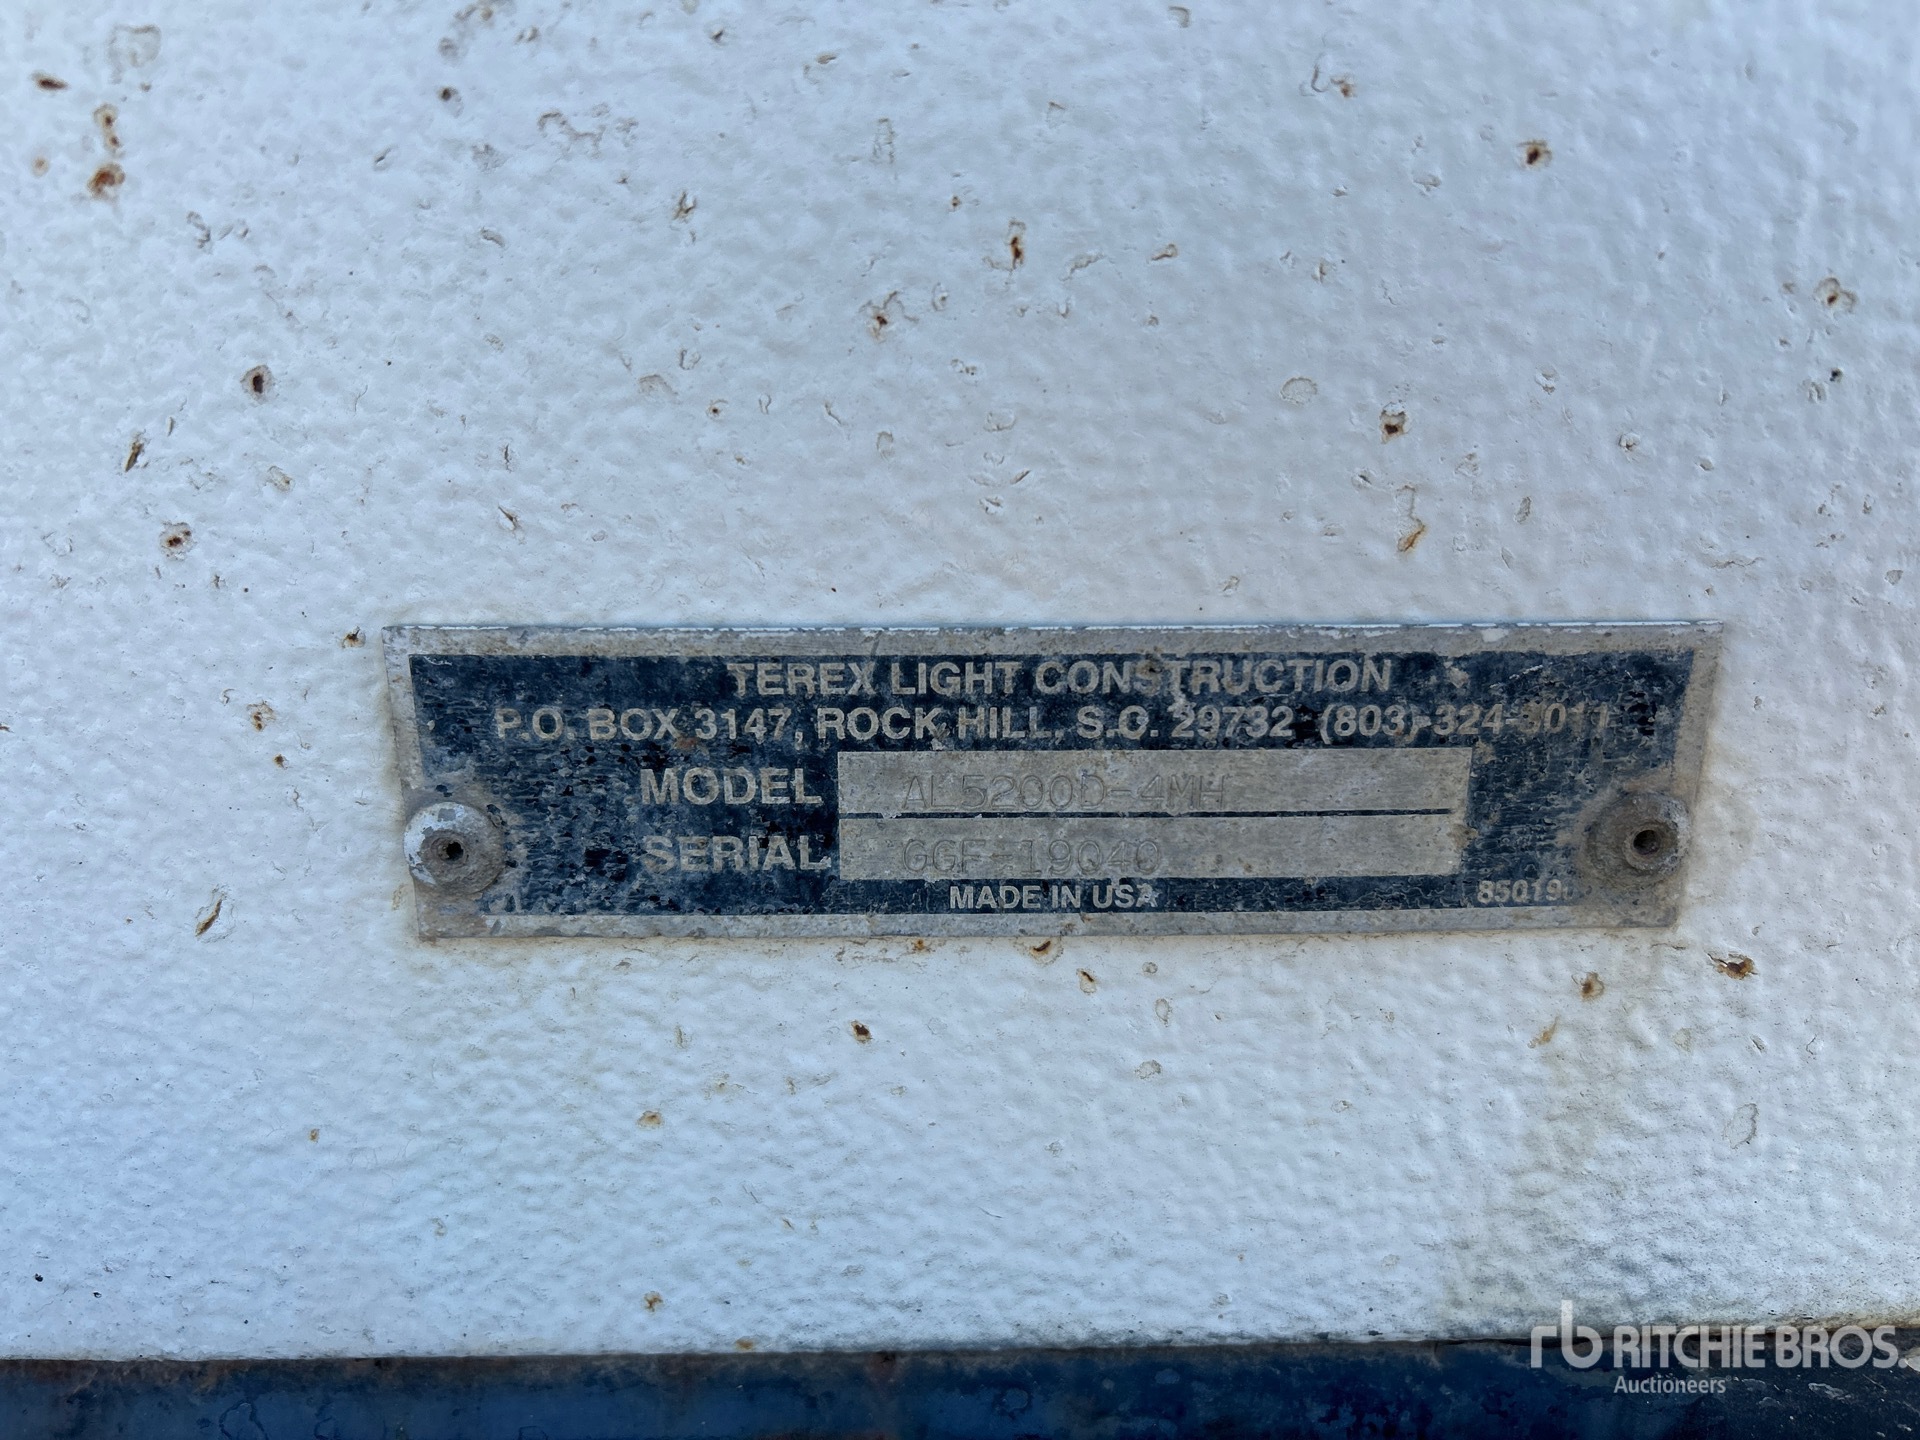 TEREX LIGHT CONSTRUCTION
P.O. BOX 3147, ROCK HILL, S.C. 29732 (803) 324-3011
MODEL AL5200D-4MH
SERIAL GGF-19040
MADE IN USA
rb RITCHIE BROS.
Auctioneers